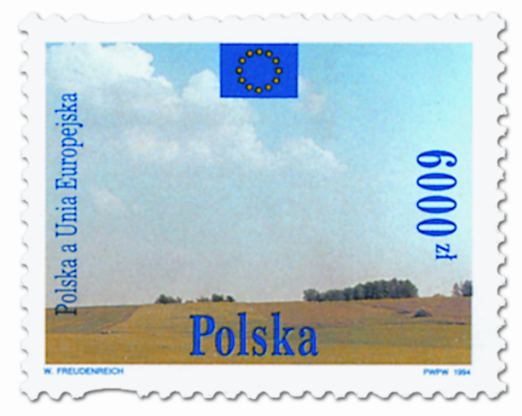 Polska a Unia Europejska
6000 zł
Polska
W. FREUDENREICH
PWPW 1994